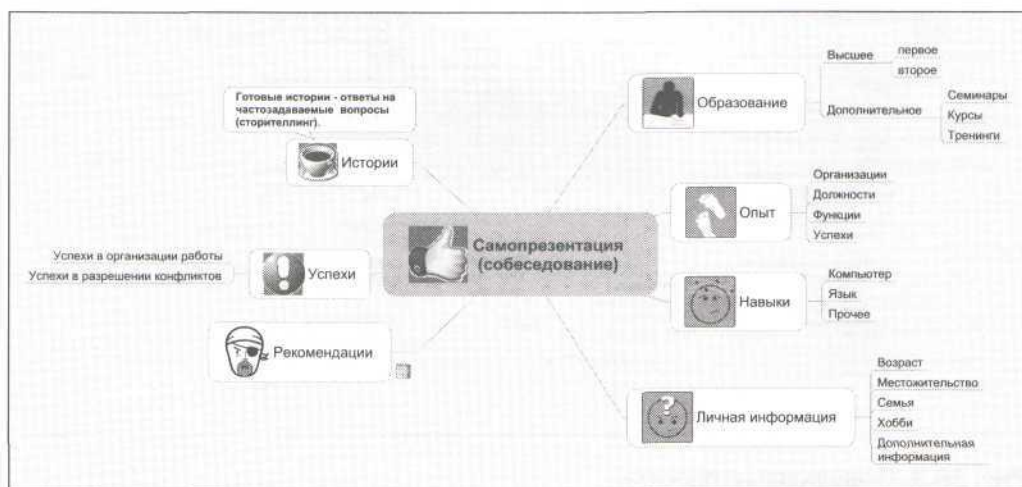 Готовые истории - ответы на
частозадаваемые вопросы
(сторителлинг).
Истории
Успехи в организации работы
Успехи в разрешении конфликтов
Успехи
Рекомендации
Самопрезентация
(собеседование)
Образование
Высшее
первое
второе
Дополнительное
Семинары
Курсы
Тренинги
Опыт
Организации
Должности
Функции
Успехи
Навыки
Компьютер
Язык
Прочее
Личная информация
Возраст
Местожительство
Семья
Хобби
Дополнительная
информация